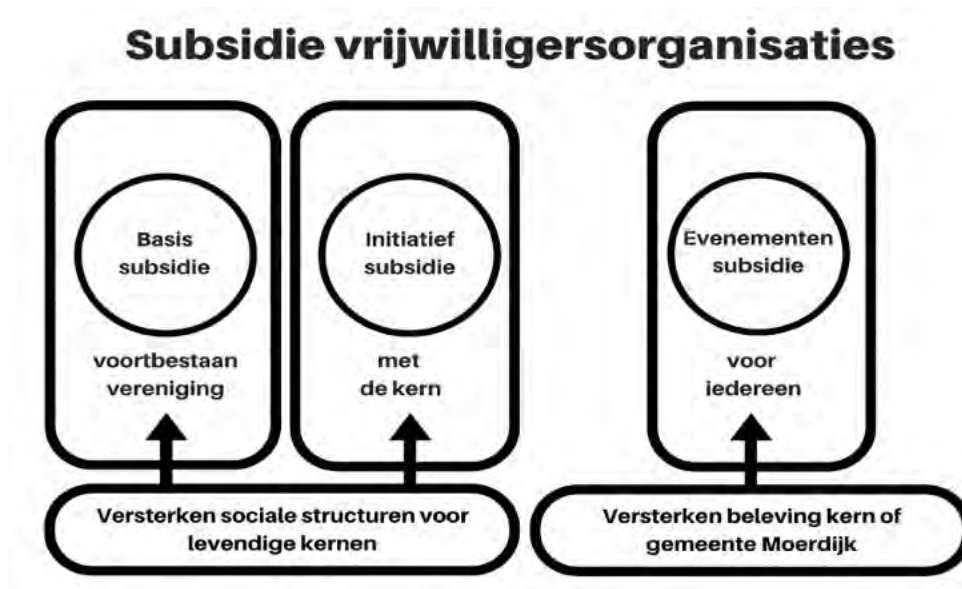 Subsidie vrijwilligersorganisaties
Basis
subsidie
voortbestaan
vereniging
Initiatief
subsidie
met
de kern
Evenementen
subsidie
voor
iedereen
Versterken sociale structuren voor
levendige kernen
Versterken beleving kern of
gemeente Moerdijk